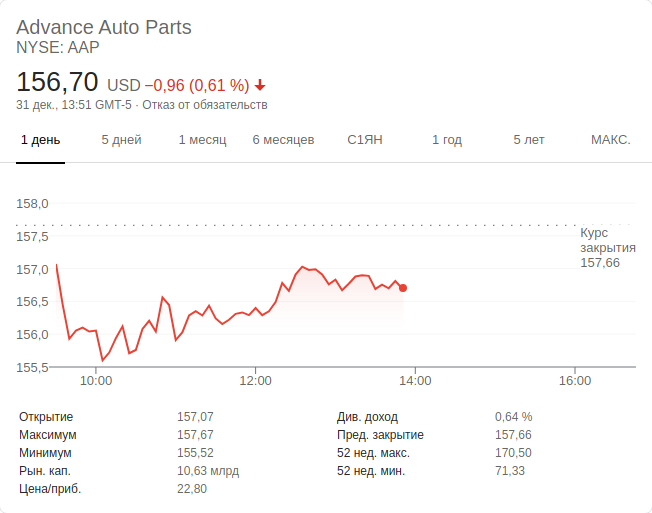 Advance Auto Parts
NYSE: AAP
156,70 USD −0,96 (0,61 %)
31 дек., 13:51 GMT-5 · Отказ от обязательств
1 день 5 дней 1 месяц 6 месяцев С1ЯН 1 год 5 лет МАКС.
158,0
157,5
Курс
закрытия
157,66
157,0
156,5
156,0
155,5
10:00 12:00 14:00 16:00
Открытие 157,07 Див. доход 0,64 %
Максимум 157,67 Пред. закрытие 157,66
Минимум 155,52 52 нед. макс. 170,50
Рын. кап. 10,63 млрд 52 нед. мин. 71,33
Цена/приб. 22,80